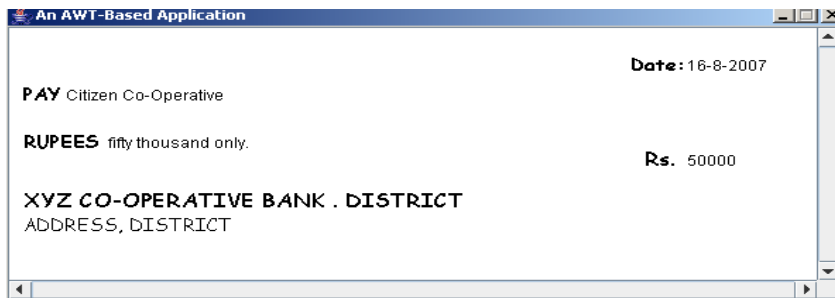 An AWT-Based Application
Date: 16-8-2007
PAY Citizen Co-Operative
RUPEES fifty thousand only.
Rs. 50000
XYZ CO-OPERATIVE BANK . DISTRICT
ADDRESS, DISTRICT